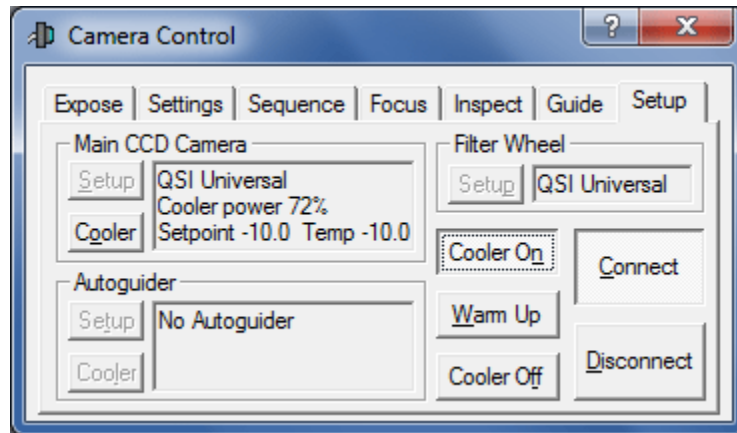 Camera Control
? X
Expose Settings Sequence Focus Inspect Guide Setup
Main CCD Camera
Setup
QSI Universal
Cooler power 72%
Setpoint -10.0 Temp -10.0
Cooler
Filter Wheel
Setup
QSI Universal
Autoguider
Setup
No Autoguider
Cooler
Cooler On
Warm Up
Cooler Off
Connect
Disconnect